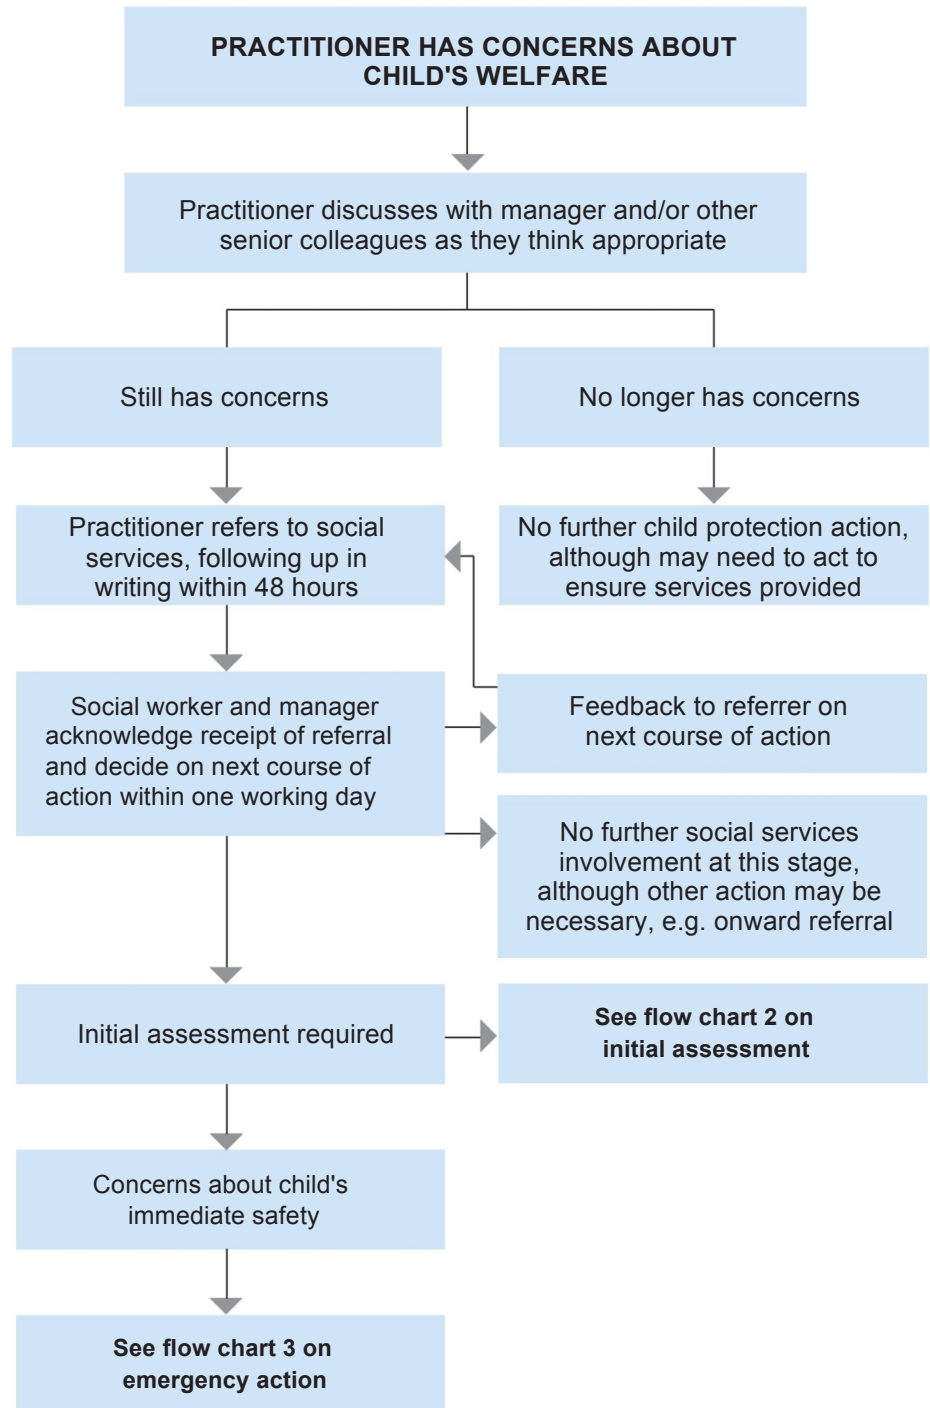 PRACTITIONER HAS CONCERNS ABOUT
CHILD'S WELFARE
Practitioner discusses with manager and/or other
senior colleagues as they think appropriate
Still has concerns
No longer has concerns
Practitioner refers to social
services, following up in
writing within 48 hours
No further child protection action,
although may need to act to
ensure services provided
Social worker and manager
acknowledge receipt of referral
and decide on next course of
action within one working day
Feedback to referrer on
next course of action
No further social services
involvement at this stage,
although other action may be
necessary, e.g. onward referral
Initial assessment required
See flow chart 2 on
initial assessment
Concerns about child's
immediate safety
See flow chart 3 on
emergency action